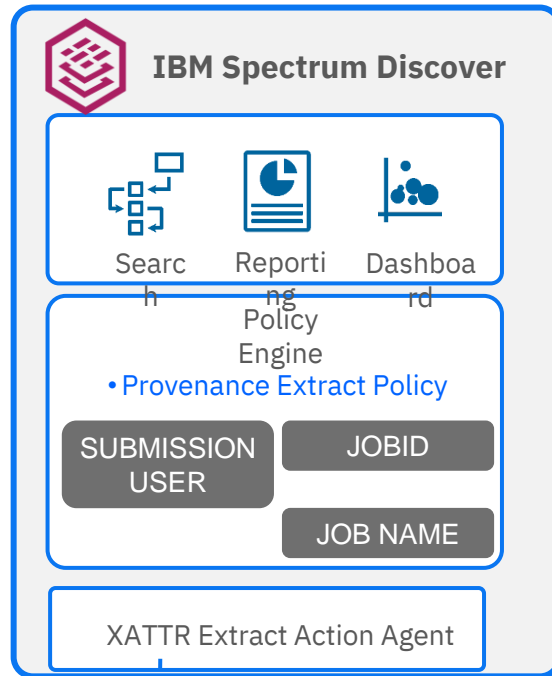 IBM Spectrum Discover
Searc
h
Reporti
ng
Dashboa
rd
Policy
Engine
• Provenance Extract Policy
SUBMISSION
USER
JOBID
JOB NAME
XATTR Extract Action Agent